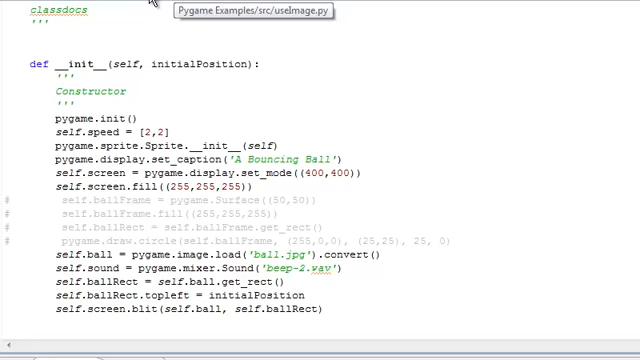 Pygame Examples/src/useImage.py
classdocs
'''
def __init__(self, initialPosition):
'''
Constructor
'''
pygame.init()
self.speed = [2,2]
pygame.sprite.Sprite.__init__(self)
pygame.display.set_caption('A Bouncing Ball')
self.screen = pygame.display.set_mode((400,400))
self.screen.fill((255,255,255))
# self.ballFrame = pygame.Surface((50,50))
# self.ballFrame.fill((255,255,255))
# self.ballRect = self.ballFrame.get_rect()
# pygame.draw.circle(self.ballFrame, (255,0,0), (25,25), 25, 0)
self.ball = pygame.image.load('ball.jpg').convert()
self.sound = pygame.mixer.Sound('beep-2.wav')
self.ballRect = self.ball.get_rect()
self.ballRect.topleft = initialPosition
self.screen.blit(self.ball, self.ballRect)